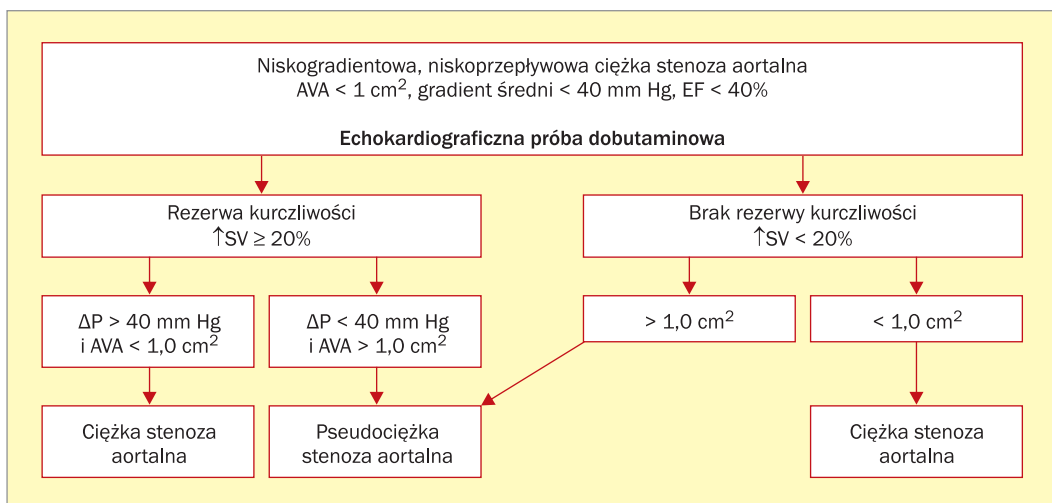 Niskogradientowa, niskoprzepływowa ciężka stenoza aortalna
AVA < 1 cm², gradient średni < 40 mm Hg, EF < 40%
Echokardiograficzna próba dobutaminowa
Rezerwa kurczliwości
↑SV ≥ 20%
Brak rezerwy kurczliwości
↑SV < 20%
ΔP > 40 mm Hg
i AVA < 1,0 cm²
ΔP < 40 mm Hg
i AVA > 1,0 cm²
> 1,0 cm²
< 1,0 cm²
Ciężka stenoza
aortalna
Pseudociężka
stenoza aortalna
Ciężka stenoza
aortalna